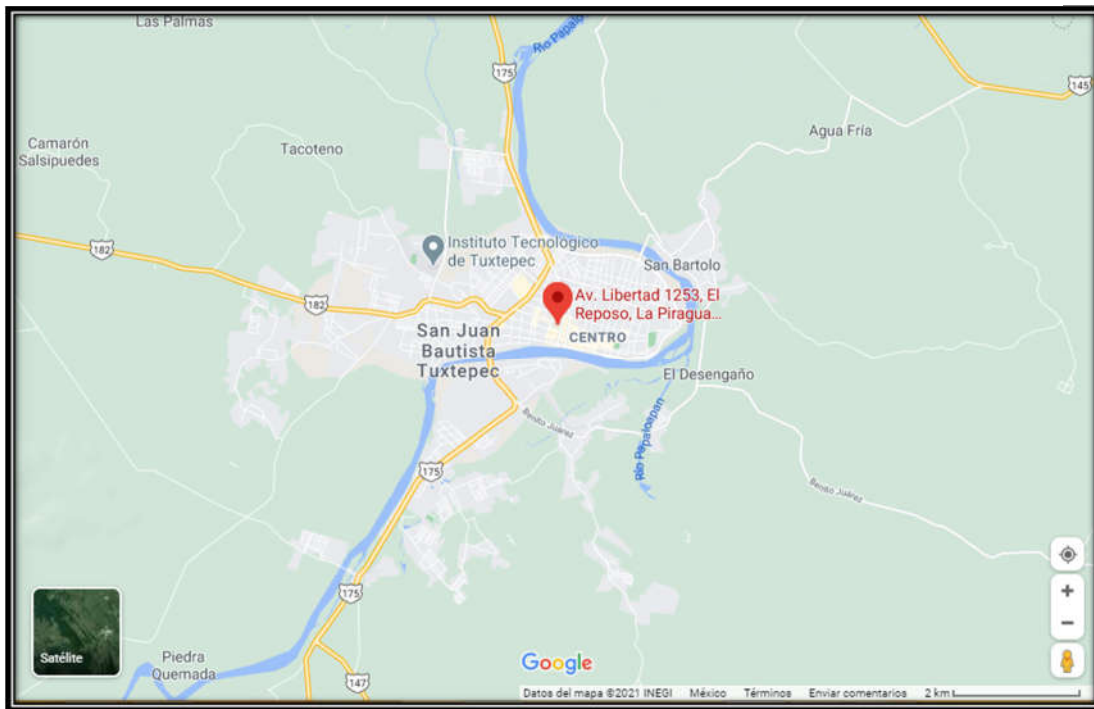 Las Palmas
Río Papaloapan
175
145
Camarón
Salsipuedes
Tacoteno
Agua Fría
182
Instituto Tecnológico
de Tuxtepec
San Bartolo
182
Av. Libertad 1253, El
Reposo, La Piragua...
San Juan
Bautista
Tuxtepec
CENTRO
El Desengaño
Benito Juárez
Río Papaloapan
175
Benito Juárez
175
Satélite
Piedra
Quemada
147
Google
Datos del mapa ©2021 INEGI México Términos Enviar comentarios 2 km